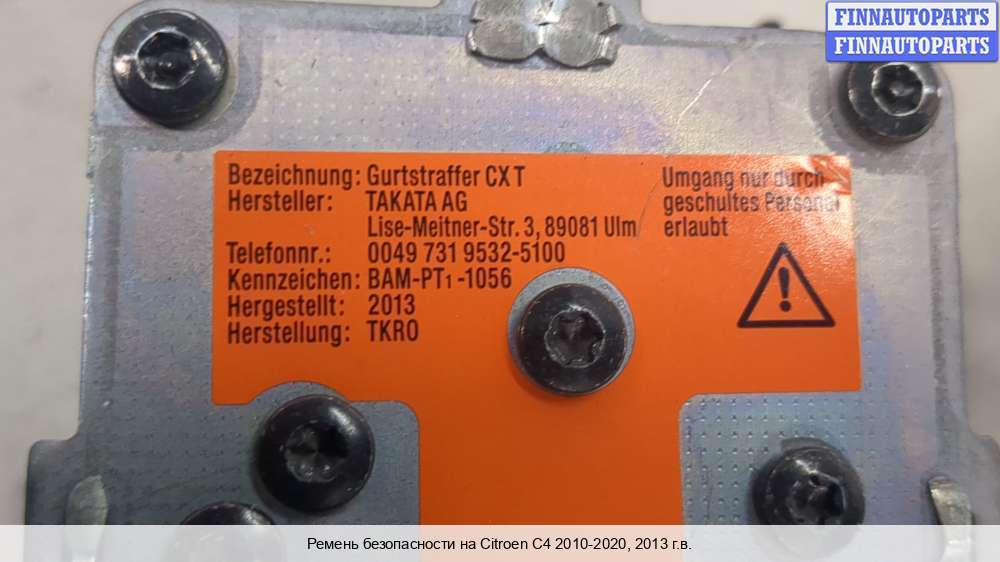 FINNAUTOPARTS
FINNAUTOPARTS
Bezeichnung: Gurtstraffer CX T
Hersteller: TAKATA AG
Lise-Meitner-Str. 3, 89081 Ulm
Telefonnr.: 0049 731 9532-5100
Kennzeichen: BAM-PT1 -1056
Hergestellt: 2013
Herstellung: TKRO
Umgang nur durch
geschultes Personal
erlaubt
Ремень безопасности на Citroen C4 2010-2020, 2013 г.в.